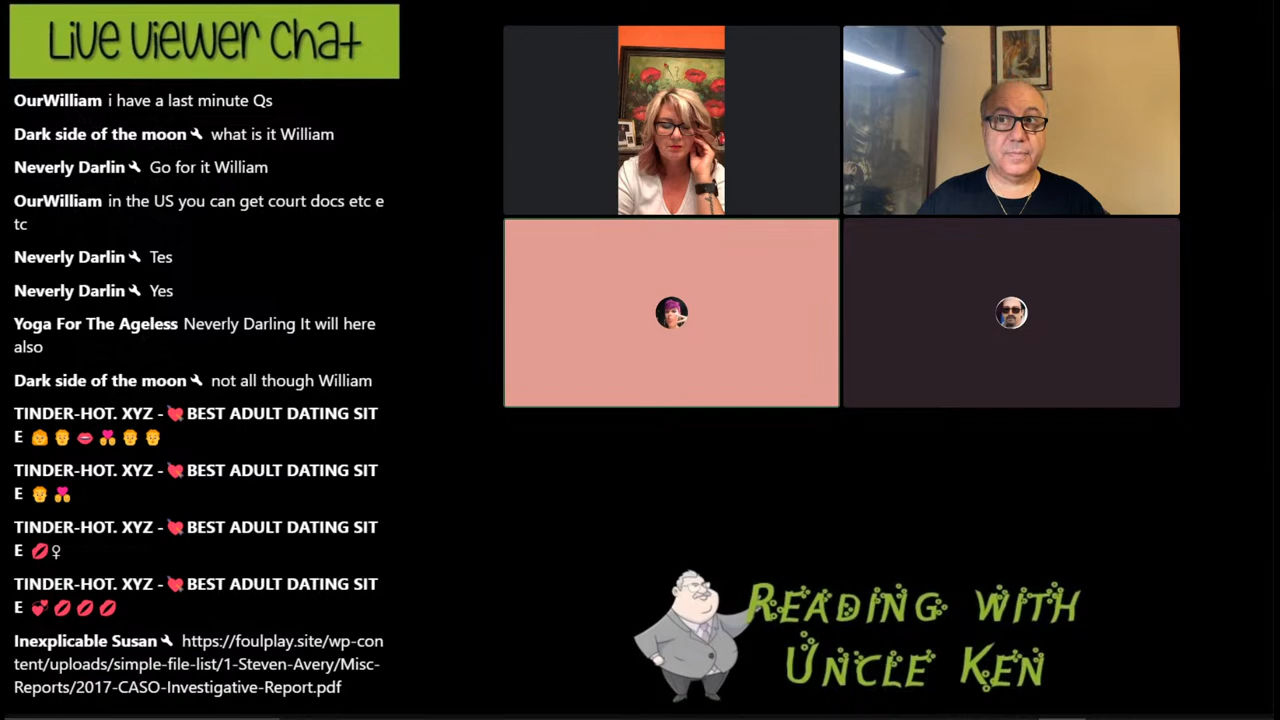 Live viewer chat
OurWilliam i have a last minute Qs
Dark side of the moon what is it William
Neverly Darlin Go for it William
OurWilliam in the US you can get court docs etc e
tc
Neverly Darlin Tes
Neverly Darlin Yes
Yoga For The Ageless Neverly Darling It will here
also
Dark side of the moon not all though William
TINDER-HOT. XYZ - 💘BEST ADULT DATING SIT
E
TINDER-HOT. XYZ - 💘BEST ADULT DATING SIT
E
TINDER-HOT. XYZ - 💘BEST ADULT DATING SIT
E
TINDER-HOT. XYZ - 💘BEST ADULT DATING SIT
E
Inexplicable Susan https://foulplay.site/wp-con
tent/uploads/simple-file-list/1-Steven-Avery/Misc-
Reports/2017-CASO-Investigative-Report.pdf
READING WITH
UNCLE KEN